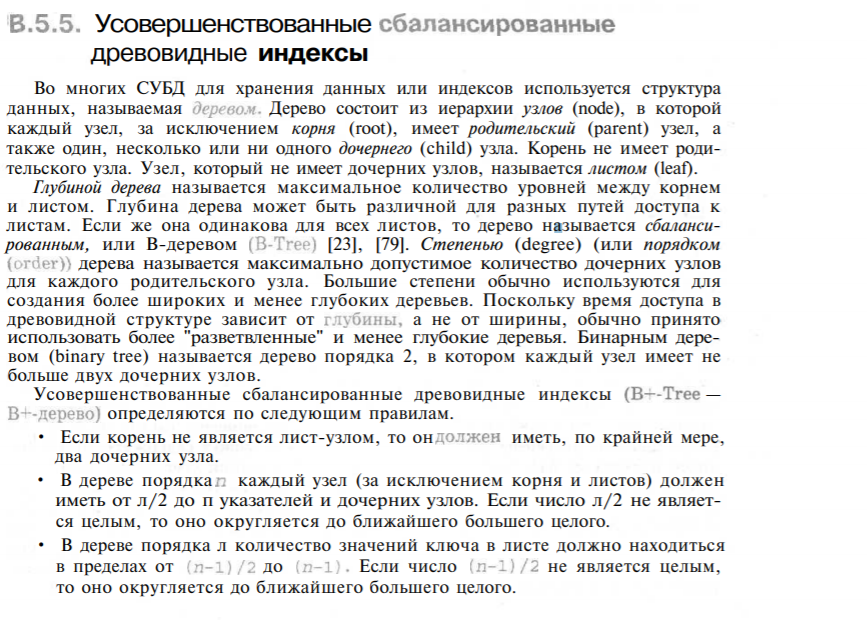 В.5.5. Усовершенствованные сбалансированные
древовидные индексы
Во многих СУБД для хранения данных или индексов используется структура
данных, называемая деревом. Дерево состоит из иерархии узлов (node), в которой
каждый узел, за исключением корня (root), имеет родительский (parent) узел, а
также один, несколько или ни одного дочернего (child) узла. Корень не имеет роди-
тельского узла. Узел, который не имеет дочерних узлов, называется листом (leaf).
Глубиной дерева называется максимальное количество уровней между корнем
и листом. Глубина дерева может быть различной для разных путей доступа к
листам. Если же она одинакова для всех листов, то дерево называется сбаланси-
рованным, или В-деревом (B-Tree) [23], [79]. Степенью (degree) (или порядком
(order)) дерева называется максимально допустимое количество дочерних узлов
для каждого родительского узла. Большие степени обычно используются для
создания более широких и менее глубоких деревьев. Поскольку время доступа в
древовидной структуре зависит от глубины, а не от ширины, обычно принято
использовать более "разветвленные" и менее глубокие деревья. Бинарным дере-
вом (binary tree) называется дерево порядка 2, в котором каждый узел имеет не
больше двух дочерних узлов.
Усовершенствованные сбалансированные древовидные индексы (B+-Tree —
В+-дерево) определяются по следующим правилам.
• Если корень не является лист-узлом, то он должен иметь, по крайней мере,
два дочерних узла.
• В дереве порядка n каждый узел (за исключением корня и листов) должен
иметь от л/2 до п указателей и дочерних узлов. Если число л/2 не являет-
ся целым, то оно округляется до ближайшего большего целого.
• В дереве порядка л количество значений ключа в листе должно находиться
в пределах от (n-1)/2 до (n-1). Если число (n-1)/2 не является целым,
то оно округляется до ближайшего большего целого.